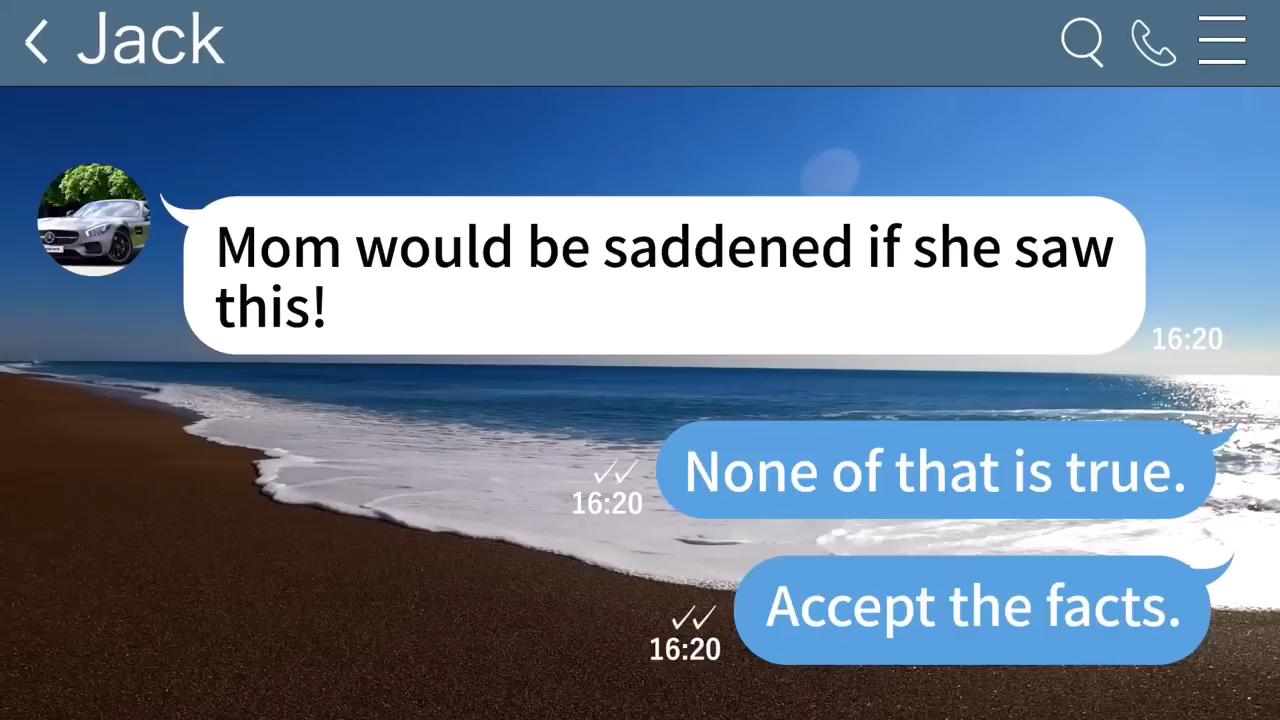 Jack
Mom would be saddened if she saw
this!
16:20
None of that is true.
16:20
Accept the facts.
16:20